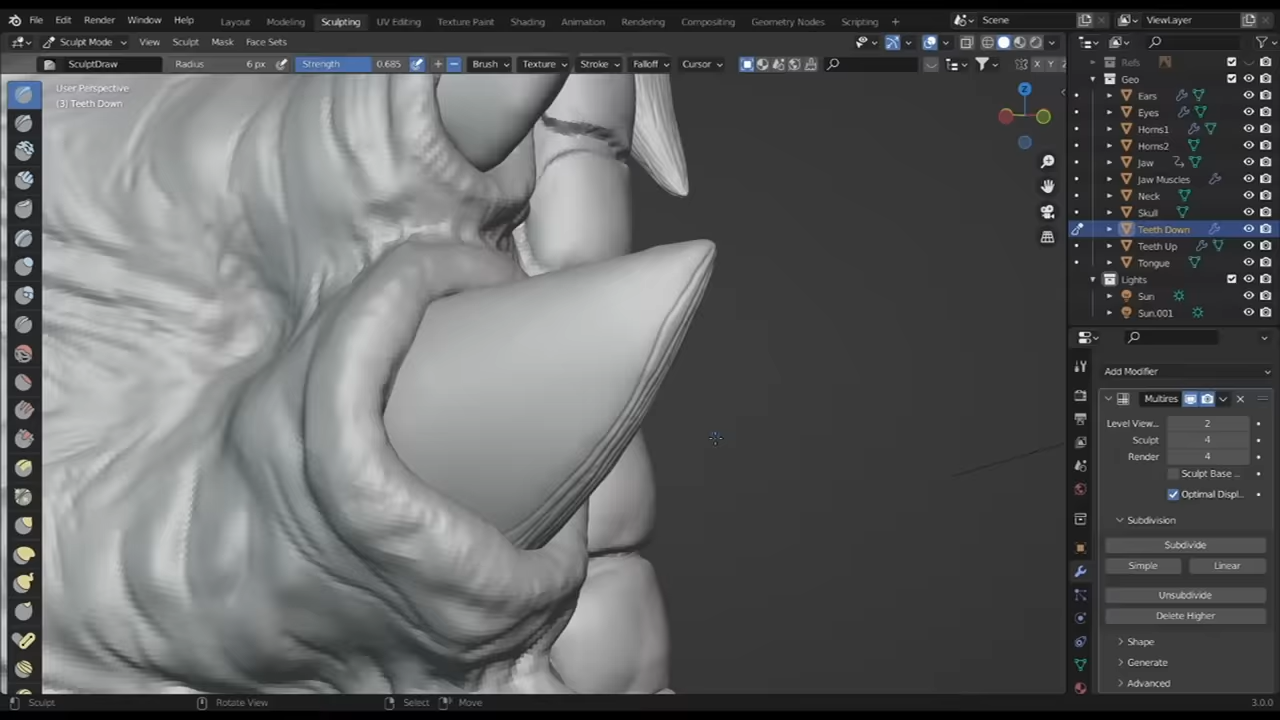 File Edit Render Window Help Layout Modeling Sculpting UV Editing Texture Paint Shading Animation Rendering Compositing Geometry Nodes Scripting + Scene ViewLayer
Sculpt Mode View Sculpt Mask Face Sets
SculptDraw Radius 6 px Strength 0.685 Brush Texture Stroke Falloff Cursor X Y
User Perspective
(3) Teeth Down
Z
Refs
Geo
Ears
Eyes
Horns1
Horns2
Jaw
Jaw Muscles
Neck
Skull
Teeth Down
Teeth Up
Tongue
Lights
Sun
Sun.001
Add Modifier
Multires
Level View... 2
Sculpt 4
Render 4
Sculpt Base ...
Optimal Displ...
Subdivision
Subdivide
Simple Linear
Unsubdivide
Delete Higher
Shape
Generate
Advanced
Sculpt Rotate View Select Move 3.0.0